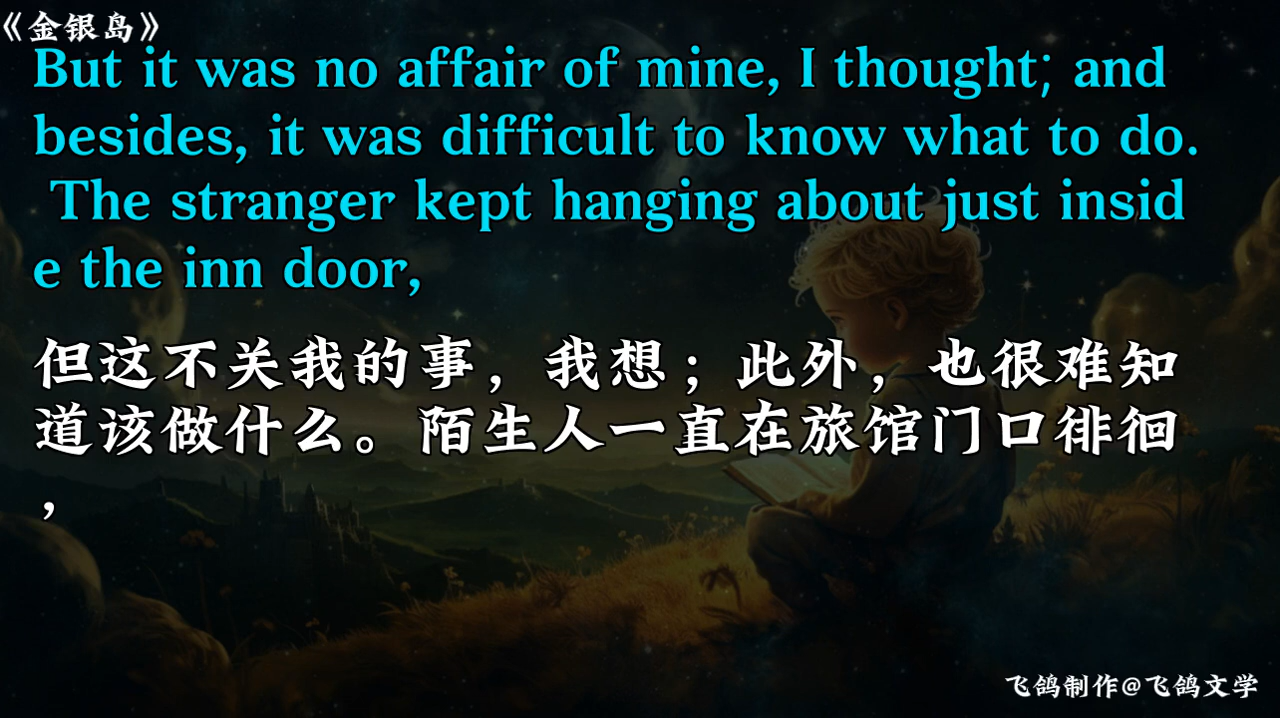 《金银岛》
But it was no affair of mine, I thought; and
besides, it was difficult to know what to do.
The stranger kept hanging about just insid
e the inn door,
但这不关我的事，我想；此外，也很难知
道该做什么。陌生人一直在旅馆门口徘徊
，
飞鸽制作@飞鸽文学